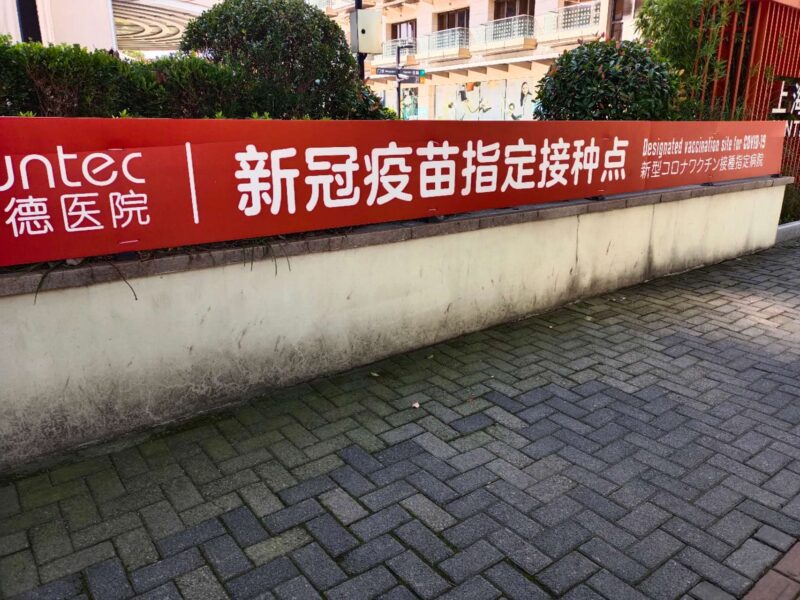 untec
德医院
新冠疫苗指定接种点
Designated vaccination site for COVID-19
新型コロナワクチン接種指定病院
上